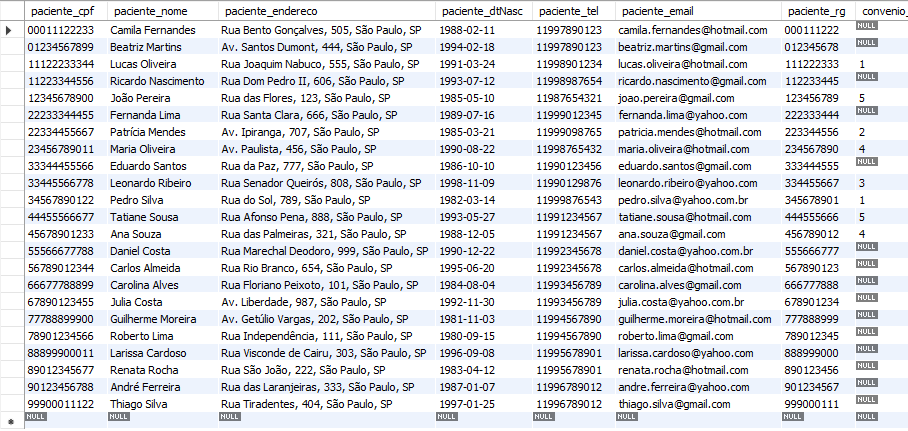 paciente_cpf paciente_nome paciente_endereco paciente_dtNasc paciente_tel paciente_email paciente_rg convenio_
00011122233 Camila Fernandes Rua Bento Gonçalves, 505, São Paulo, SP 1988-02-11 11997890123 camila.fernandes@hotmail.com 000111222 NULL
01234567899 Beatriz Martins Av. Santos Dumont, 444, São Paulo, SP 1994-02-18 11997890123 beatriz.martins@gmail.com 012345678 NULL
11122233344 Lucas Oliveira Rua Joaquim Nabuco, 555, São Paulo, SP 1991-03-24 11998901234 lucas.oliveira@hotmail.com 111222333 1
11223344556 Ricardo Nascimento Rua Dom Pedro II, 606, São Paulo, SP 1993-07-12 11998987654 ricardo.nascimento@gmail.com 112233445 NULL
12345678900 João Pereira Rua das Flores, 123, São Paulo, SP 1985-05-10 11987654321 joao.pereira@gmail.com 123456789 5
22233344455 Fernanda Lima Rua Santa Clara, 666, São Paulo, SP 1989-07-16 11999012345 fernanda.lima@yahoo.com 222333444 NULL
22334455667 Patrícia Mendes Av. Ipiranga, 707, São Paulo, SP 1985-03-21 11999098765 patricia.mendes@hotmail.com 223344556 2
23456789011 Maria Oliveira Av. Paulista, 456, São Paulo, SP 1990-08-22 11998765432 maria.oliveira@hotmail.com 234567890 4
33344455566 Eduardo Santos Rua da Paz, 777, São Paulo, SP 1986-10-10 11990123456 eduardo.santos@gmail.com 333444555 NULL
33445566778 Leonardo Ribeiro Rua Senador Queirós, 808, São Paulo, SP 1998-11-09 11990129876 leonardo.ribeiro@yahoo.com 334455667 3
34567890122 Pedro Silva Rua do Sol, 789, São Paulo, SP 1982-03-14 11999876543 pedro.silva@yahoo.com.br 345678901 1
44455566677 Tatiane Sousa Rua Afonso Pena, 888, São Paulo, SP 1993-05-27 11991234567 tatiane.sousa@hotmail.com 444555666 5
45678901233 Ana Souza Rua das Palmeiras, 321, São Paulo, SP 1988-12-05 11991234567 ana.souza@gmail.com 456789012 4
55566677788 Daniel Costa Rua Marechal Deodoro, 999, São Paulo, SP 1990-12-22 11992345678 daniel.costa@yahoo.com.br 555666777 NULL
56789012344 Carlos Almeida Rua Rio Branco, 654, São Paulo, SP 1995-06-20 11992345678 carlos.almeida@hotmail.com 567890123 NULL
66677788899 Carolina Alves Rua Floriano Peixoto, 101, São Paulo, SP 1984-08-04 11993456789 carolina.alves@gmail.com 666777888 NULL
67890123455 Julia Costa Av. Liberdade, 987, São Paulo, SP 1992-11-30 11993456789 julia.costa@yahoo.com.br 678901234 NULL
77788899900 Guilherme Moreira Av. Getúlio Vargas, 202, São Paulo, SP 1981-11-03 11994567890 guilherme.moreira@hotmail.com 777888999 NULL
78901234566 Roberto Lima Rua Independência, 111, São Paulo, SP 1980-09-15 11994567890 roberto.lima@gmail.com 789012345 NULL
88899900011 Larissa Cardoso Rua Visconde de Cairu, 303, São Paulo, SP 1996-09-08 11995678901 larissa.cardoso@yahoo.com 888999000 NULL
89012345677 Renata Rocha Rua São João, 222, São Paulo, SP 1983-04-12 11995678901 renata.rocha@hotmail.com 890123456 NULL
90123456788 André Ferreira Rua das Laranjeiras, 333, São Paulo, SP 1987-01-07 11996789012 andre.ferreira@yahoo.com 901234567 NULL
99900011122 Thiago Silva Rua Tiradentes, 404, São Paulo, SP 1997-01-25 11996789012 thiago.silva@gmail.com 999000111 NULL
NULL NULL NULL NULL NULL NULL NULL NULL